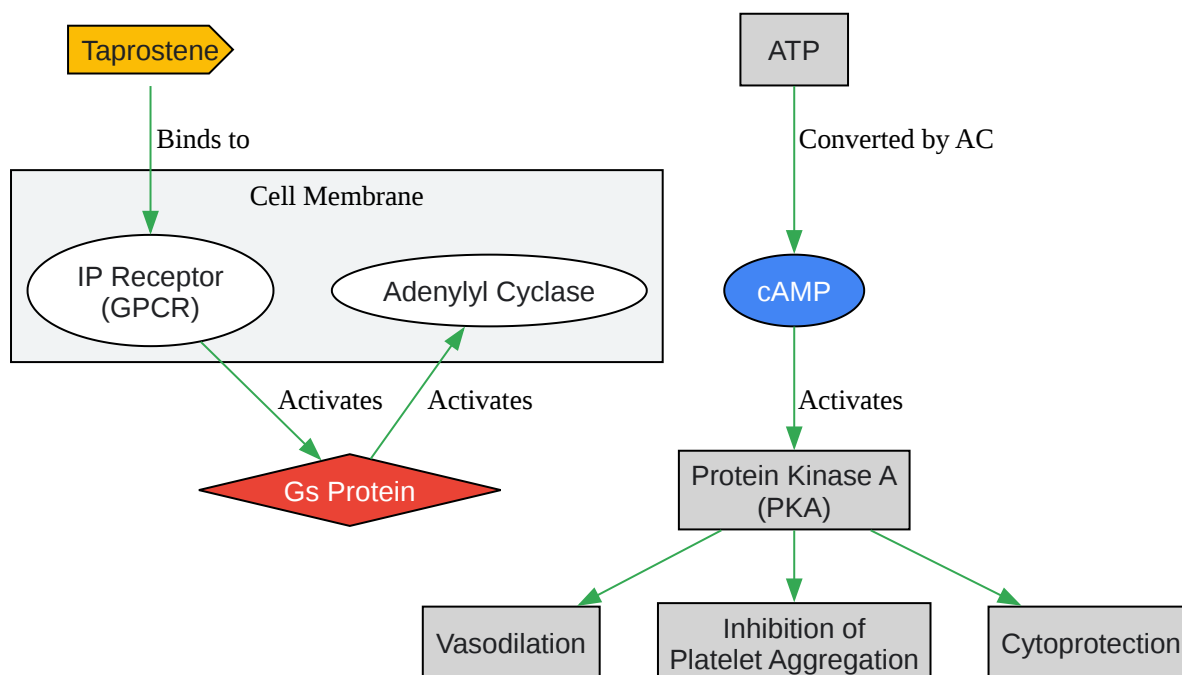 Taprostene
ATP
Binds to
Converted by AC
Cell Membrane
IP Receptor
(GPCR)
Adenylyl Cyclase
cAMP
Activates
Activates
Activates
Gs Protein
Protein Kinase A
(PKA)
Vasodilation
Inhibition of
Platelet Aggregation
Cytoprotection